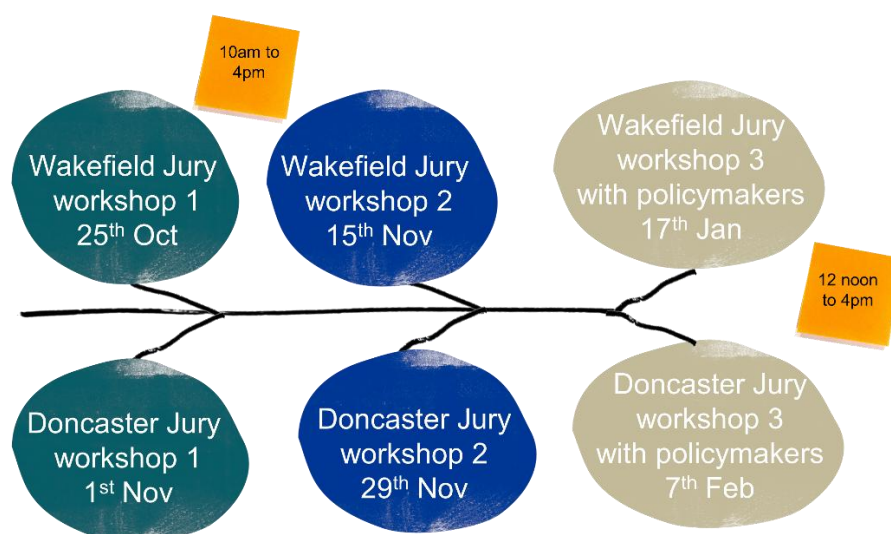 10am to
4pm
Wakefield Jury
workshop 1
25th Oct
Wakefield Jury
workshop 2
15th Nov
Wakefield Jury
workshop 3
with policymakers
17th Jan
12 noon
to 4pm
Doncaster Jury
workshop 1
1st Nov
Doncaster Jury
workshop 2
29th Nov
Doncaster Jury
workshop 3
with policymakers
7th Feb